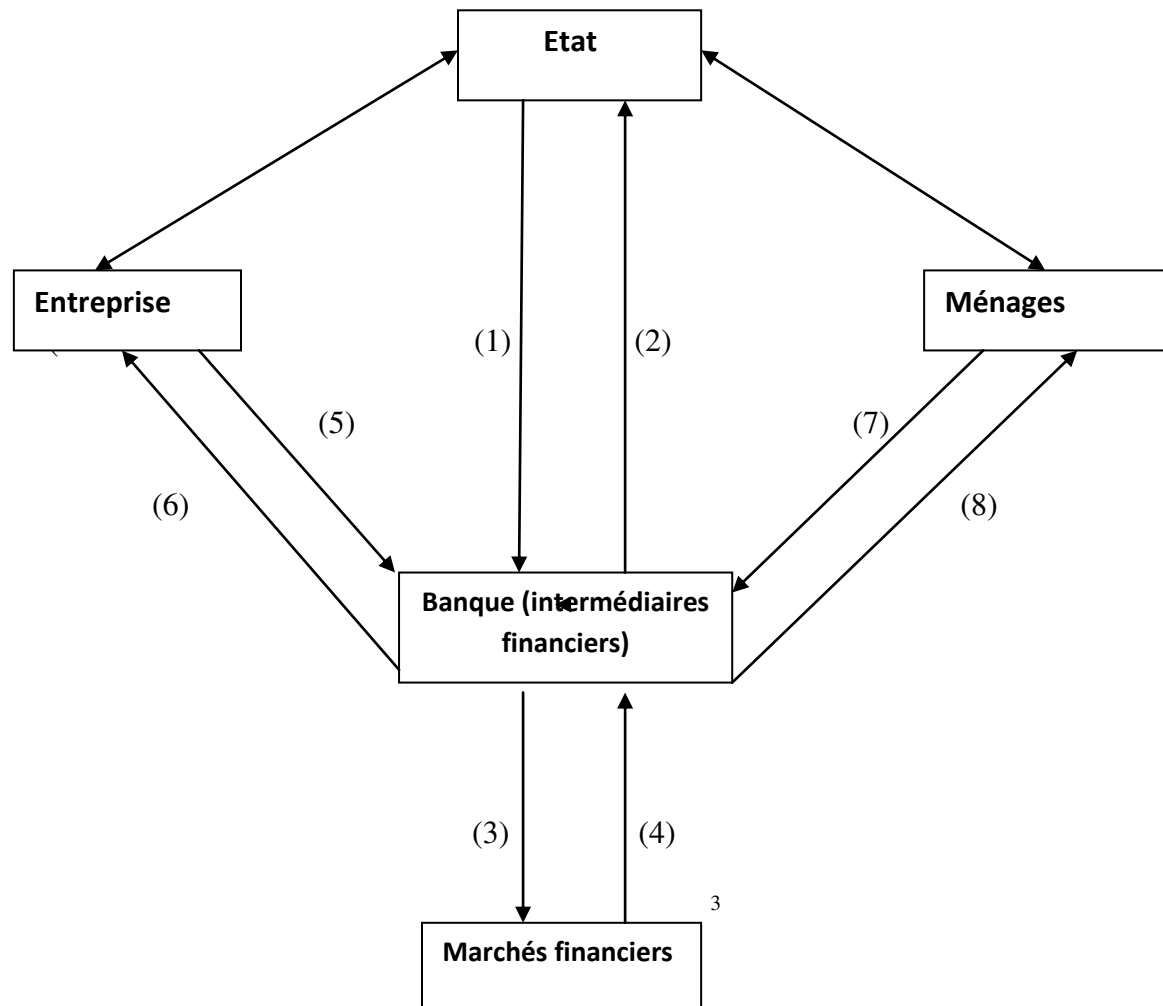 Etat
Entreprise
Ménages
(1)
(2)
(5)
(7)
(6)
(8)
Banque (intermédiaires
financiers)
(3)
(4)
3
Marchés financiers